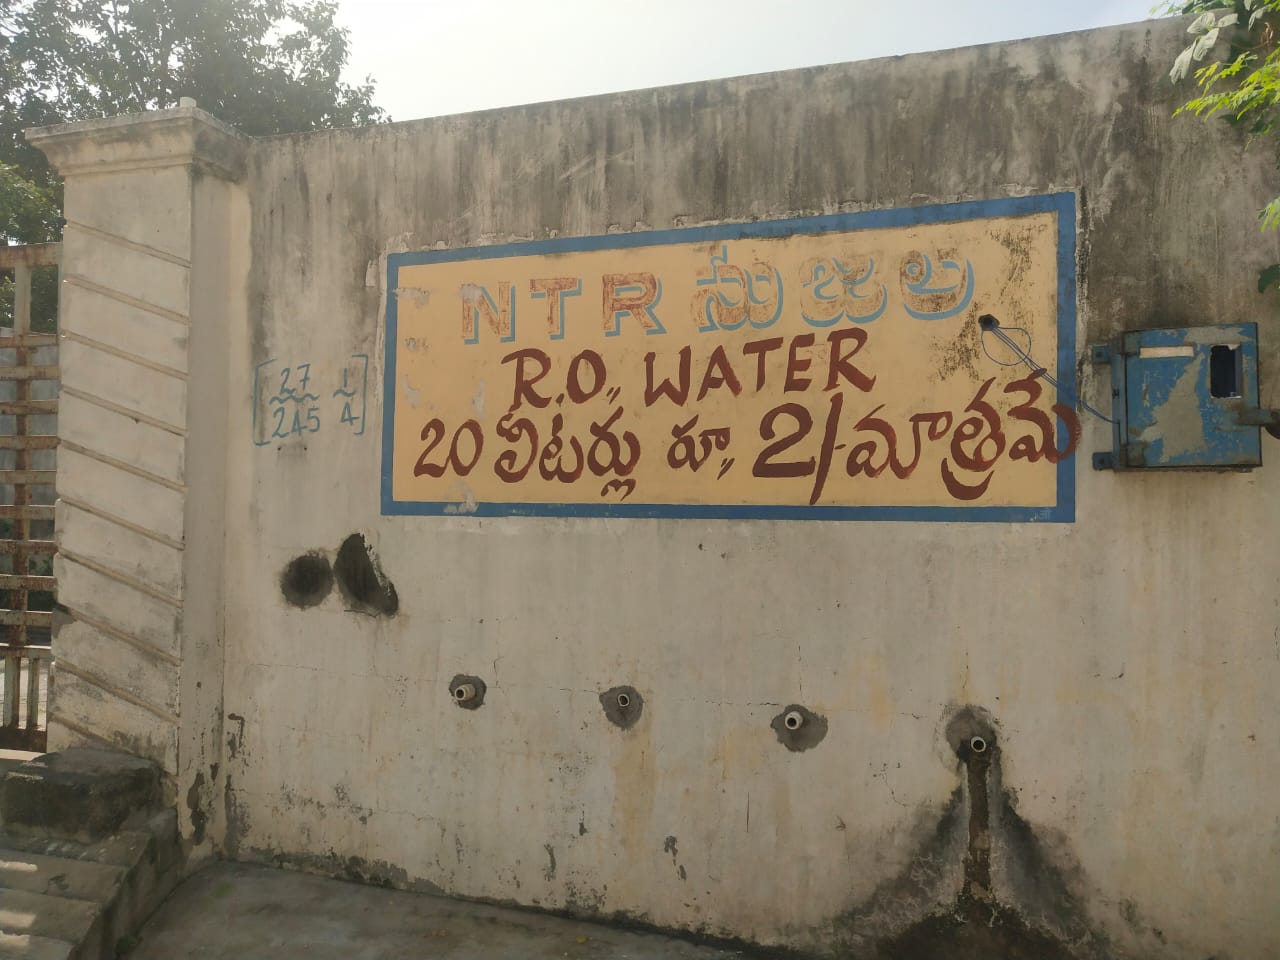 NTR సుజల
R.O,, WATER
20 లీటర్లు రూ,, 2/- మాత్రమే
27 1
245 4